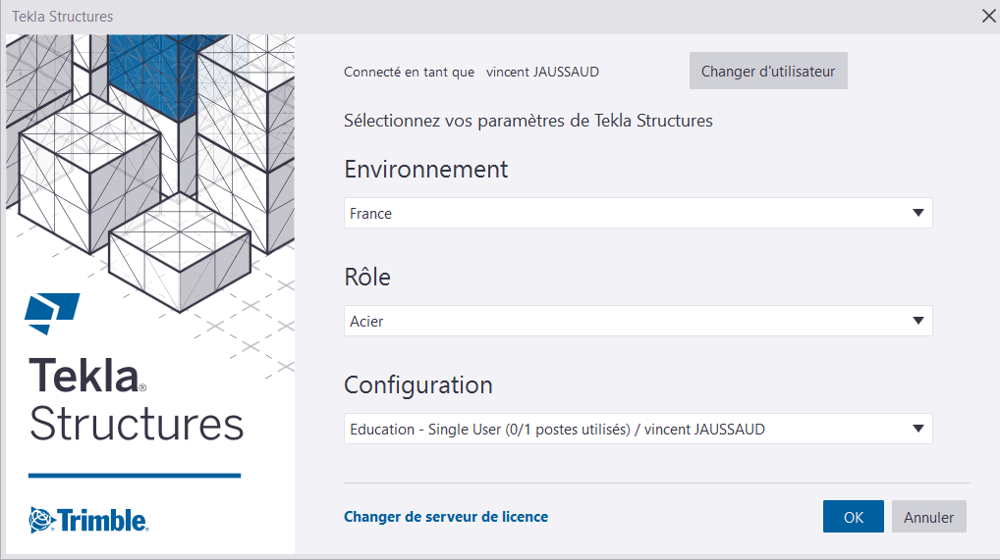 Tekla Structures
Connecté en tant que vincent JAUSSAUD
Changer d'utilisateur
Sélectionnez vos paramètres de Tekla Structures
Environnement
France
Rôle
Acier
Configuration
Education - Single User (0/1 postes utilisés) / vincent JAUSSAUD
Changer de serveur de licence
OK
Annuler
Tekla®
Structures
Trimble®